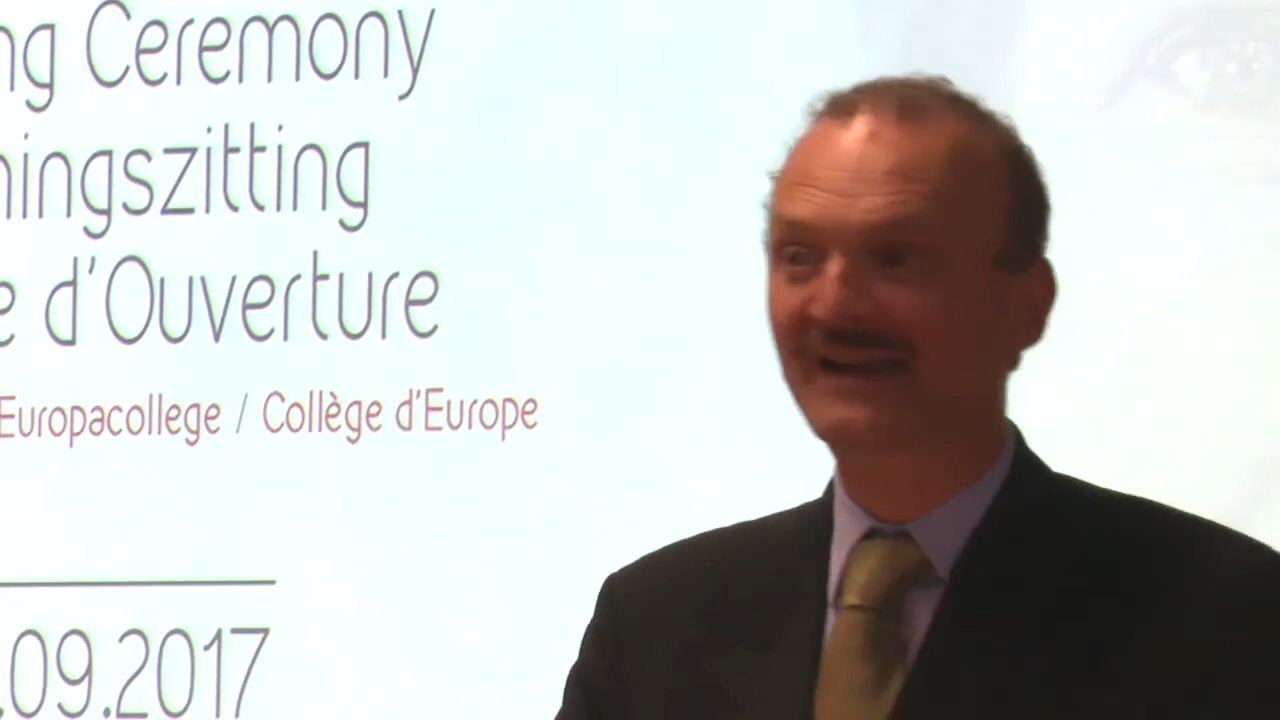 ng Ceremony
ningszitting
e d'Ouverture
Europacollege / Collège d'Europe
.09.2017